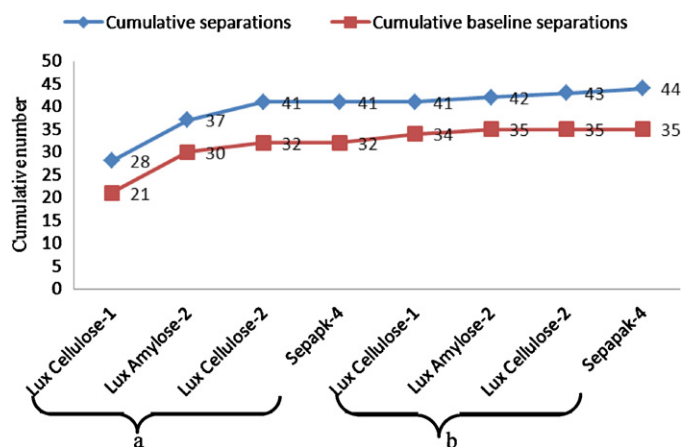 Cumulative separations
Cumulative baseline separations
Cumulative number
50
45
40
35
30
25
20
15
10
5
0
28
37
41
41
41
42
43
44
21
30
32
32
34
35
35
35
Lux Cellulose-1
Lux Amylose-2
Lux Cellulose-2
Sepapk-4
Lux Cellulose-1
Lux Amylose-2
Lux Cellulose-2
Sepapak-4
a
b